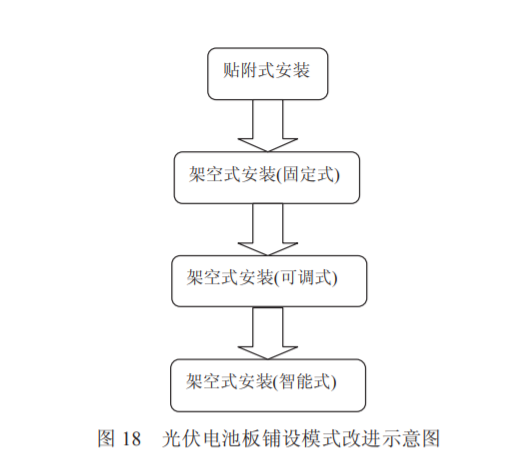 贴附式安装
架空式安装(固定式)
架空式安装(可调式)
架空式安装(智能式)
图 18　光伏电池板铺设模式改进示意图